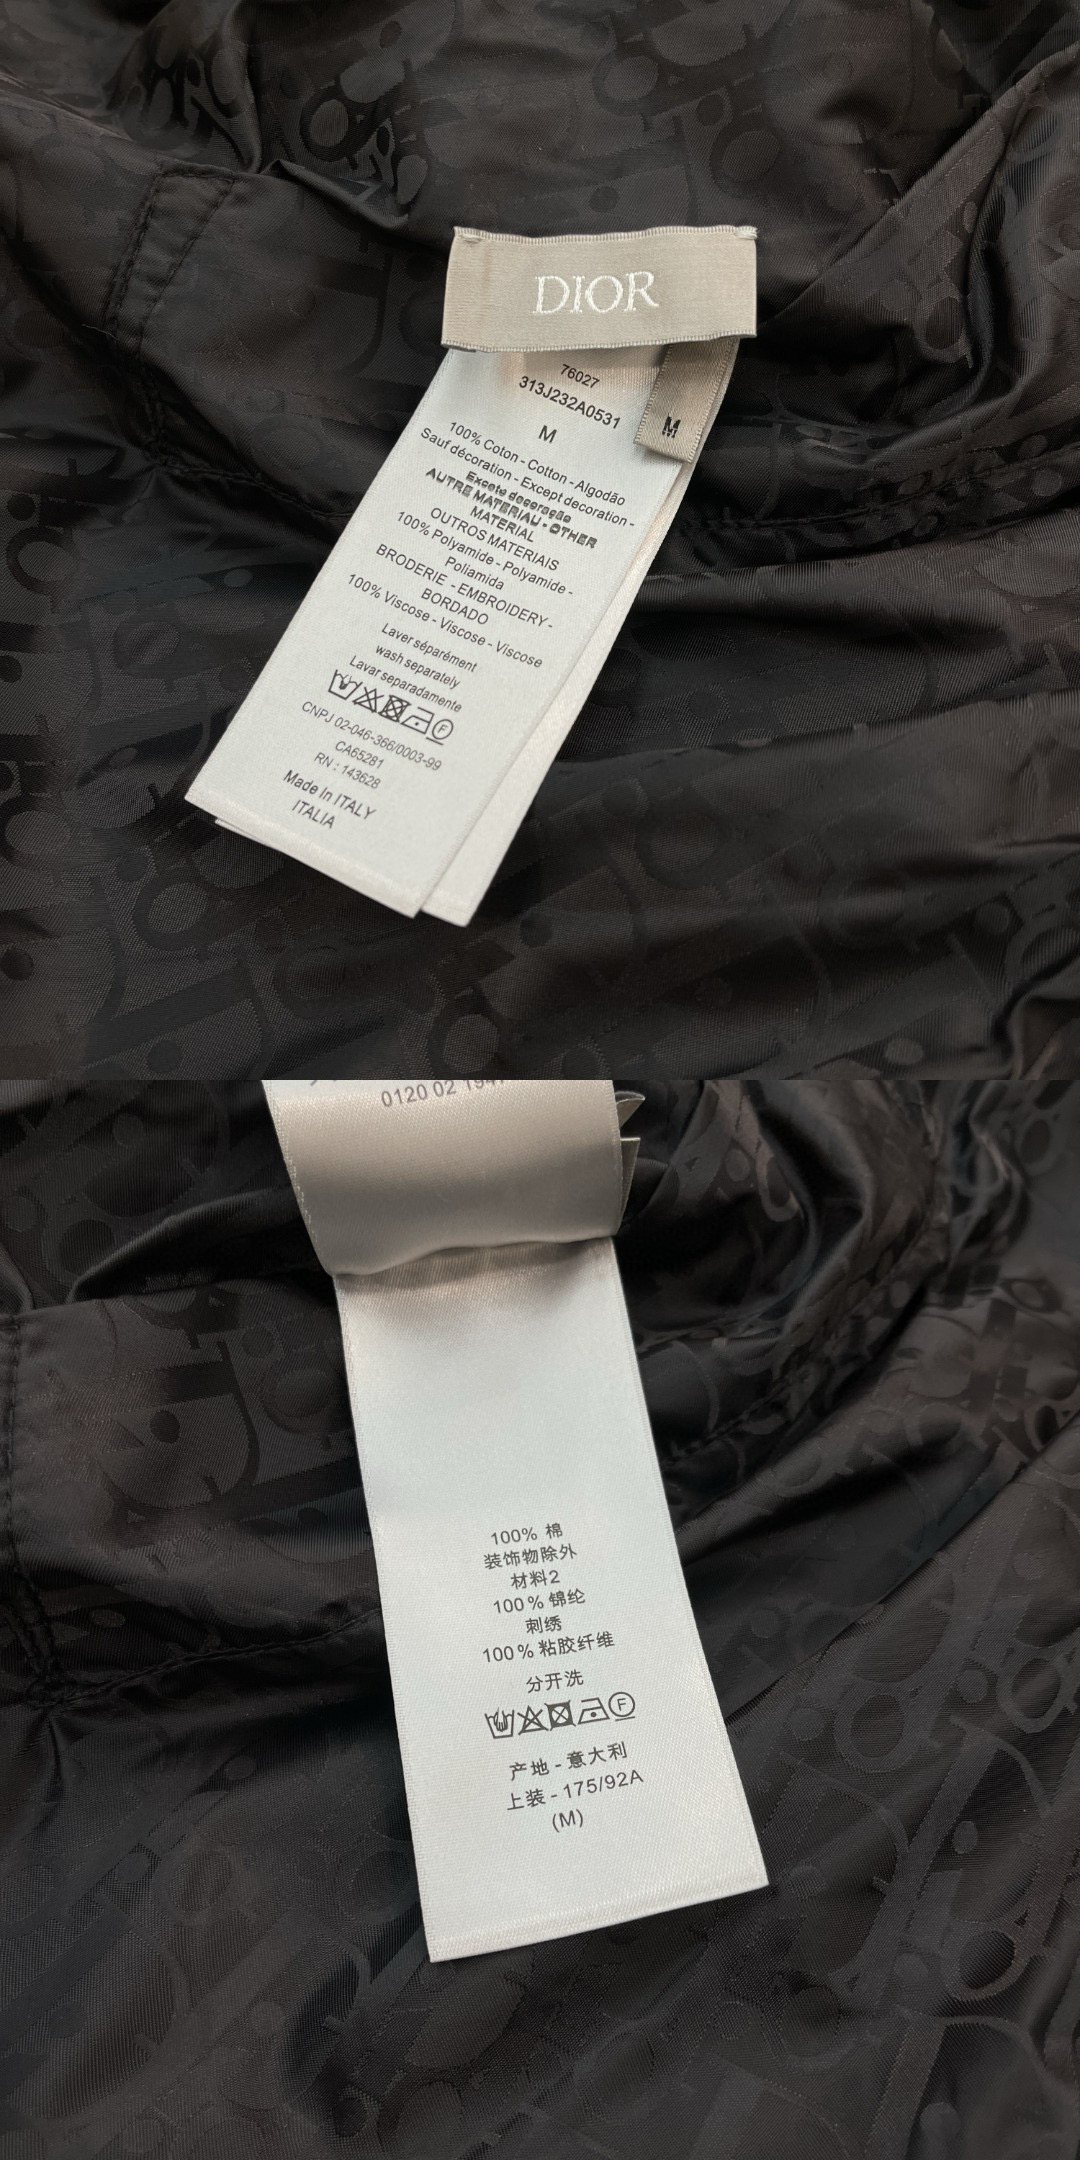 DIOR
76027
313J232A0531
M
M
100% Coton - Cotton - Algodão
Sauf décoration - Except decoration -
Exceto decoração
AUTRE MATERIAU - OTHER
MATERIAL
OUTROS MATERIAIS
100% Polyamide - Polyamide -
Poliamida
BRODERIE - EMBROIDERY -
BORDADO
100% Viscose - Viscose - Viscose
Laver séparément
wash separately
Lavar separadamente
F
CNPJ 02-046-366/0003-99
CA65281
RN : 143628
Made in ITALY
ITALIA
0120 02
100% 棉
装饰物除外
材料2
100% 锦纶
刺绣
100% 粘胶纤维
分开洗
F
产地 - 意大利
上装 - 175/92A
(M)